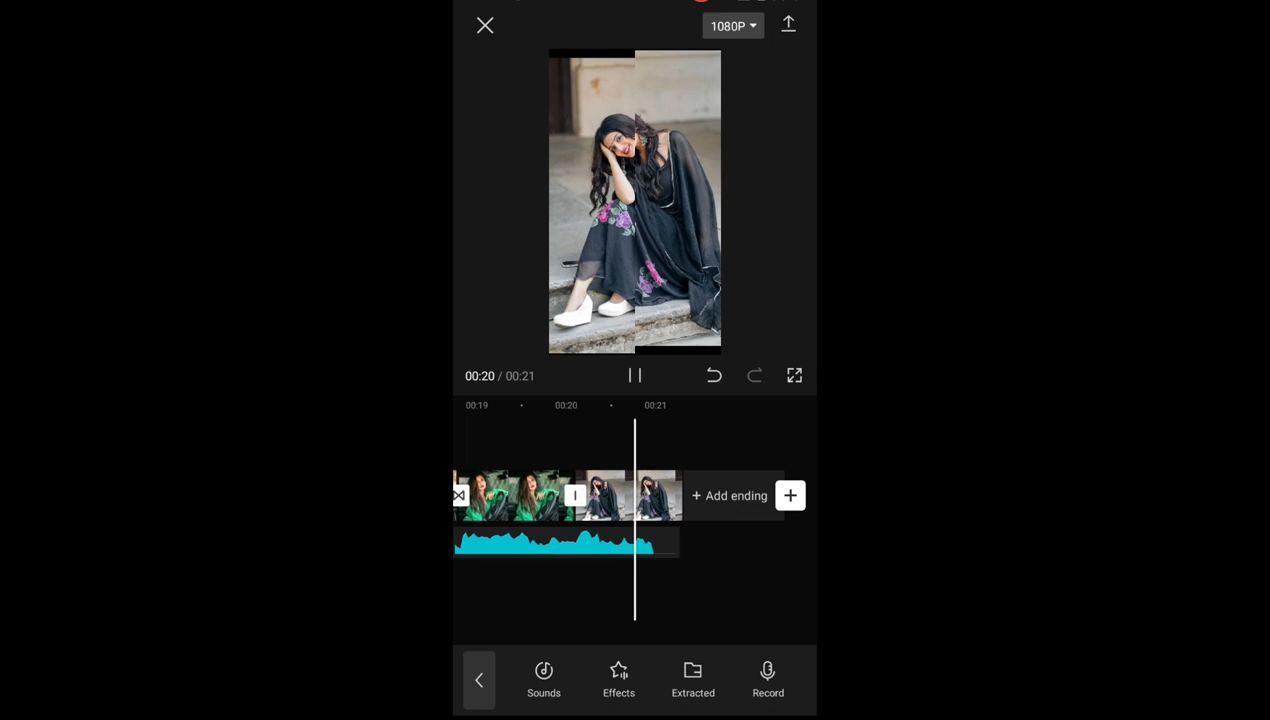 1080P
00:20 / 00:21
00:19 00:20 00:21
+ Add ending
Sounds Effects Extracted Record